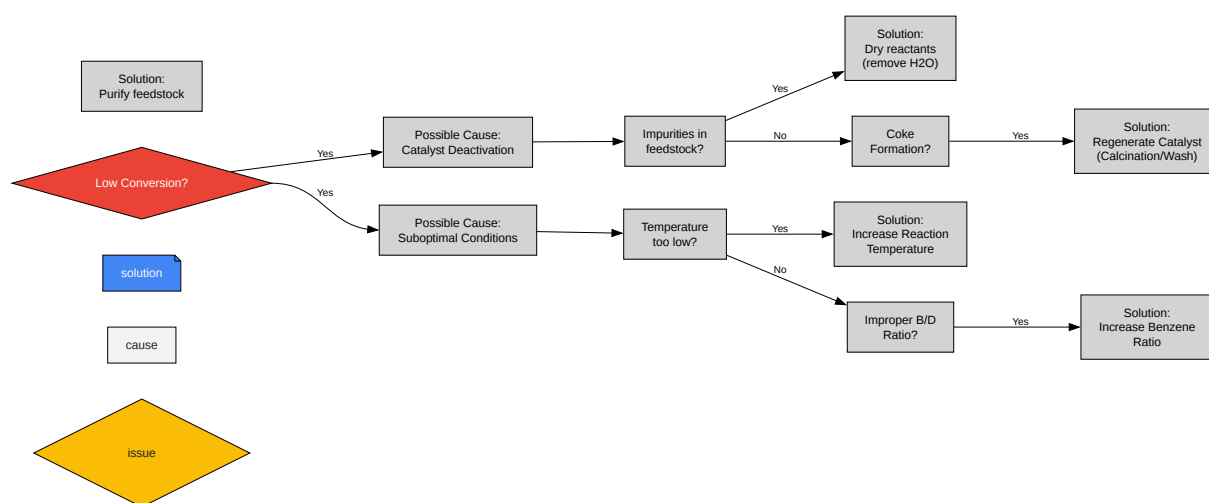 Solution:
Purify feedstock
Low Conversion?
solution
cause
issue
Yes
Yes
Possible Cause:
Catalyst Deactivation
Possible Cause:
Suboptimal Conditions
Impurities in
feedstock?
Temperature
too low?
Yes
No
Yes
No
Solution:
Dry reactants
(remove H2O)
Coke
Formation?
Solution:
Increase Reaction
Temperature
Improper B/D
Ratio?
Yes
Yes
Solution:
Regenerate Catalyst
(Calcination/Wash)
Solution:
Increase Benzene
Ratio